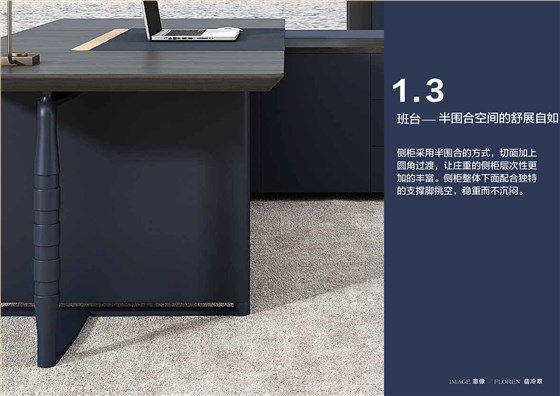 1.3
班台— 半围合空间的舒展自如
侧柜采用半围合的方式，切面加上
圆角过渡，让庄重的侧柜层次性更
加的丰富。侧柜整体下面配合独特
的支撑脚挑空，稳重而不沉闷。
IMAGE 意像 / FLOREN 翡冷翠